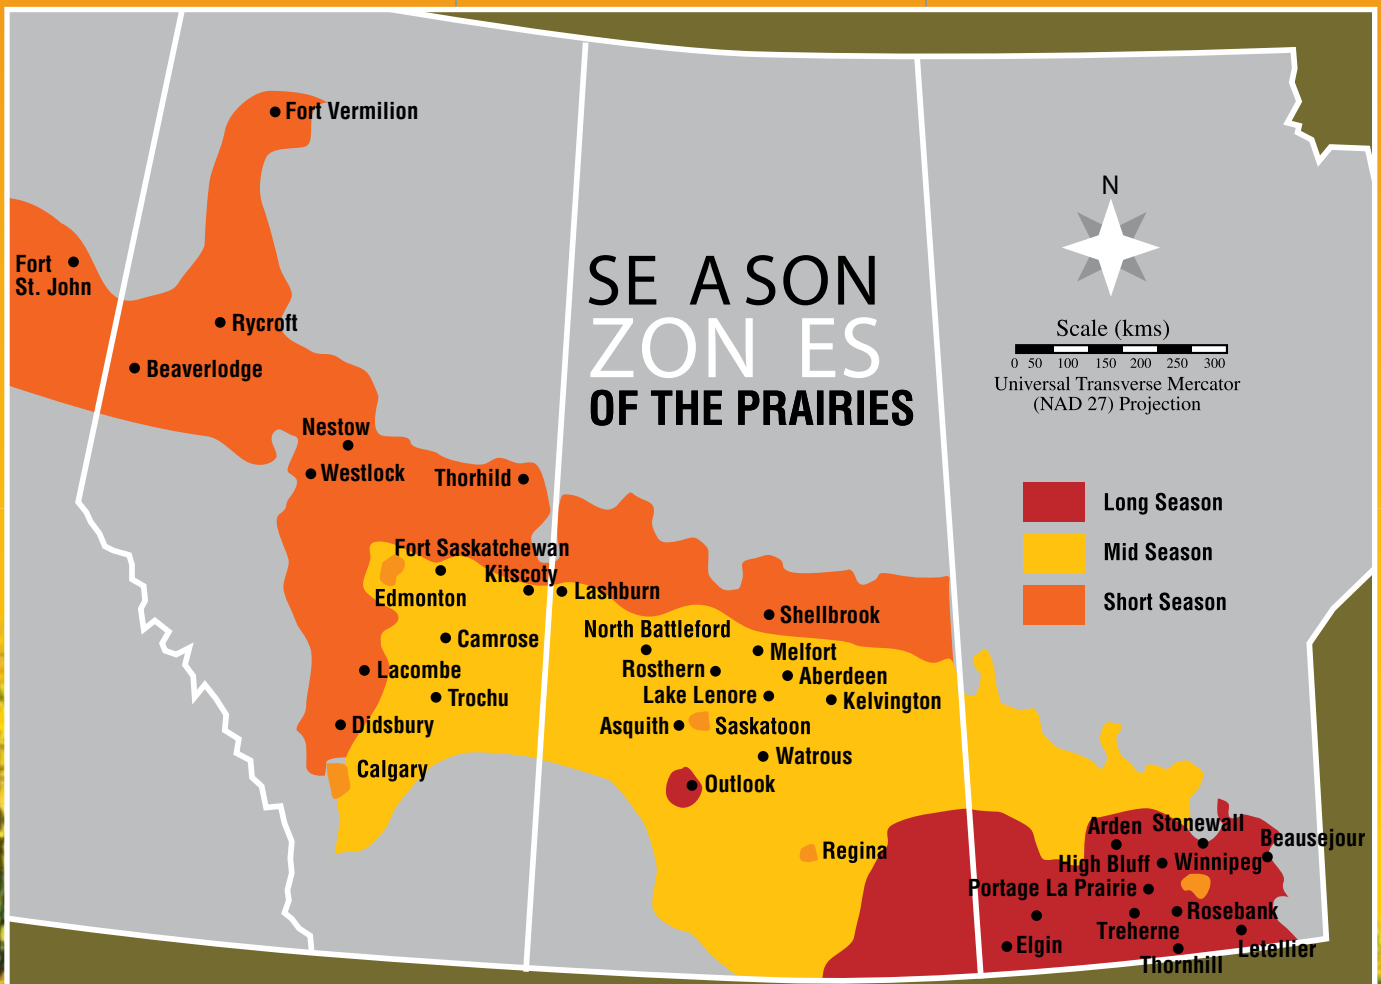 Fort Vermilion
N
Fort
St. John
SE A SON
ZON ES
OF THE PRAIRIES
Rycroft
Scale (kms)
0 50 100 150 200 250 300
Universal Transverse Mercator
(NAD 27) Projection
Beaverlodge
Nestow
Westlock
Thorhild
Long Season
Mid Season
Short Season
Fort Saskatchewan
Kitscoty
Lashburn
Edmonton
Shellbrook
North Battleford
Camrose
Melfort
Lacombe
Rosthern
Aberdeen
Trochu
Lake Lenore
Kelvington
Didsbury
Asquith
Saskatoon
Calgary
Watrous
Outlook
Arden
Stonewall
Beausejour
Regina
High Bluff
Winnipeg
Portage La Prairie
Rosebank
Treherne
Elgin
Letellier
Thornhill